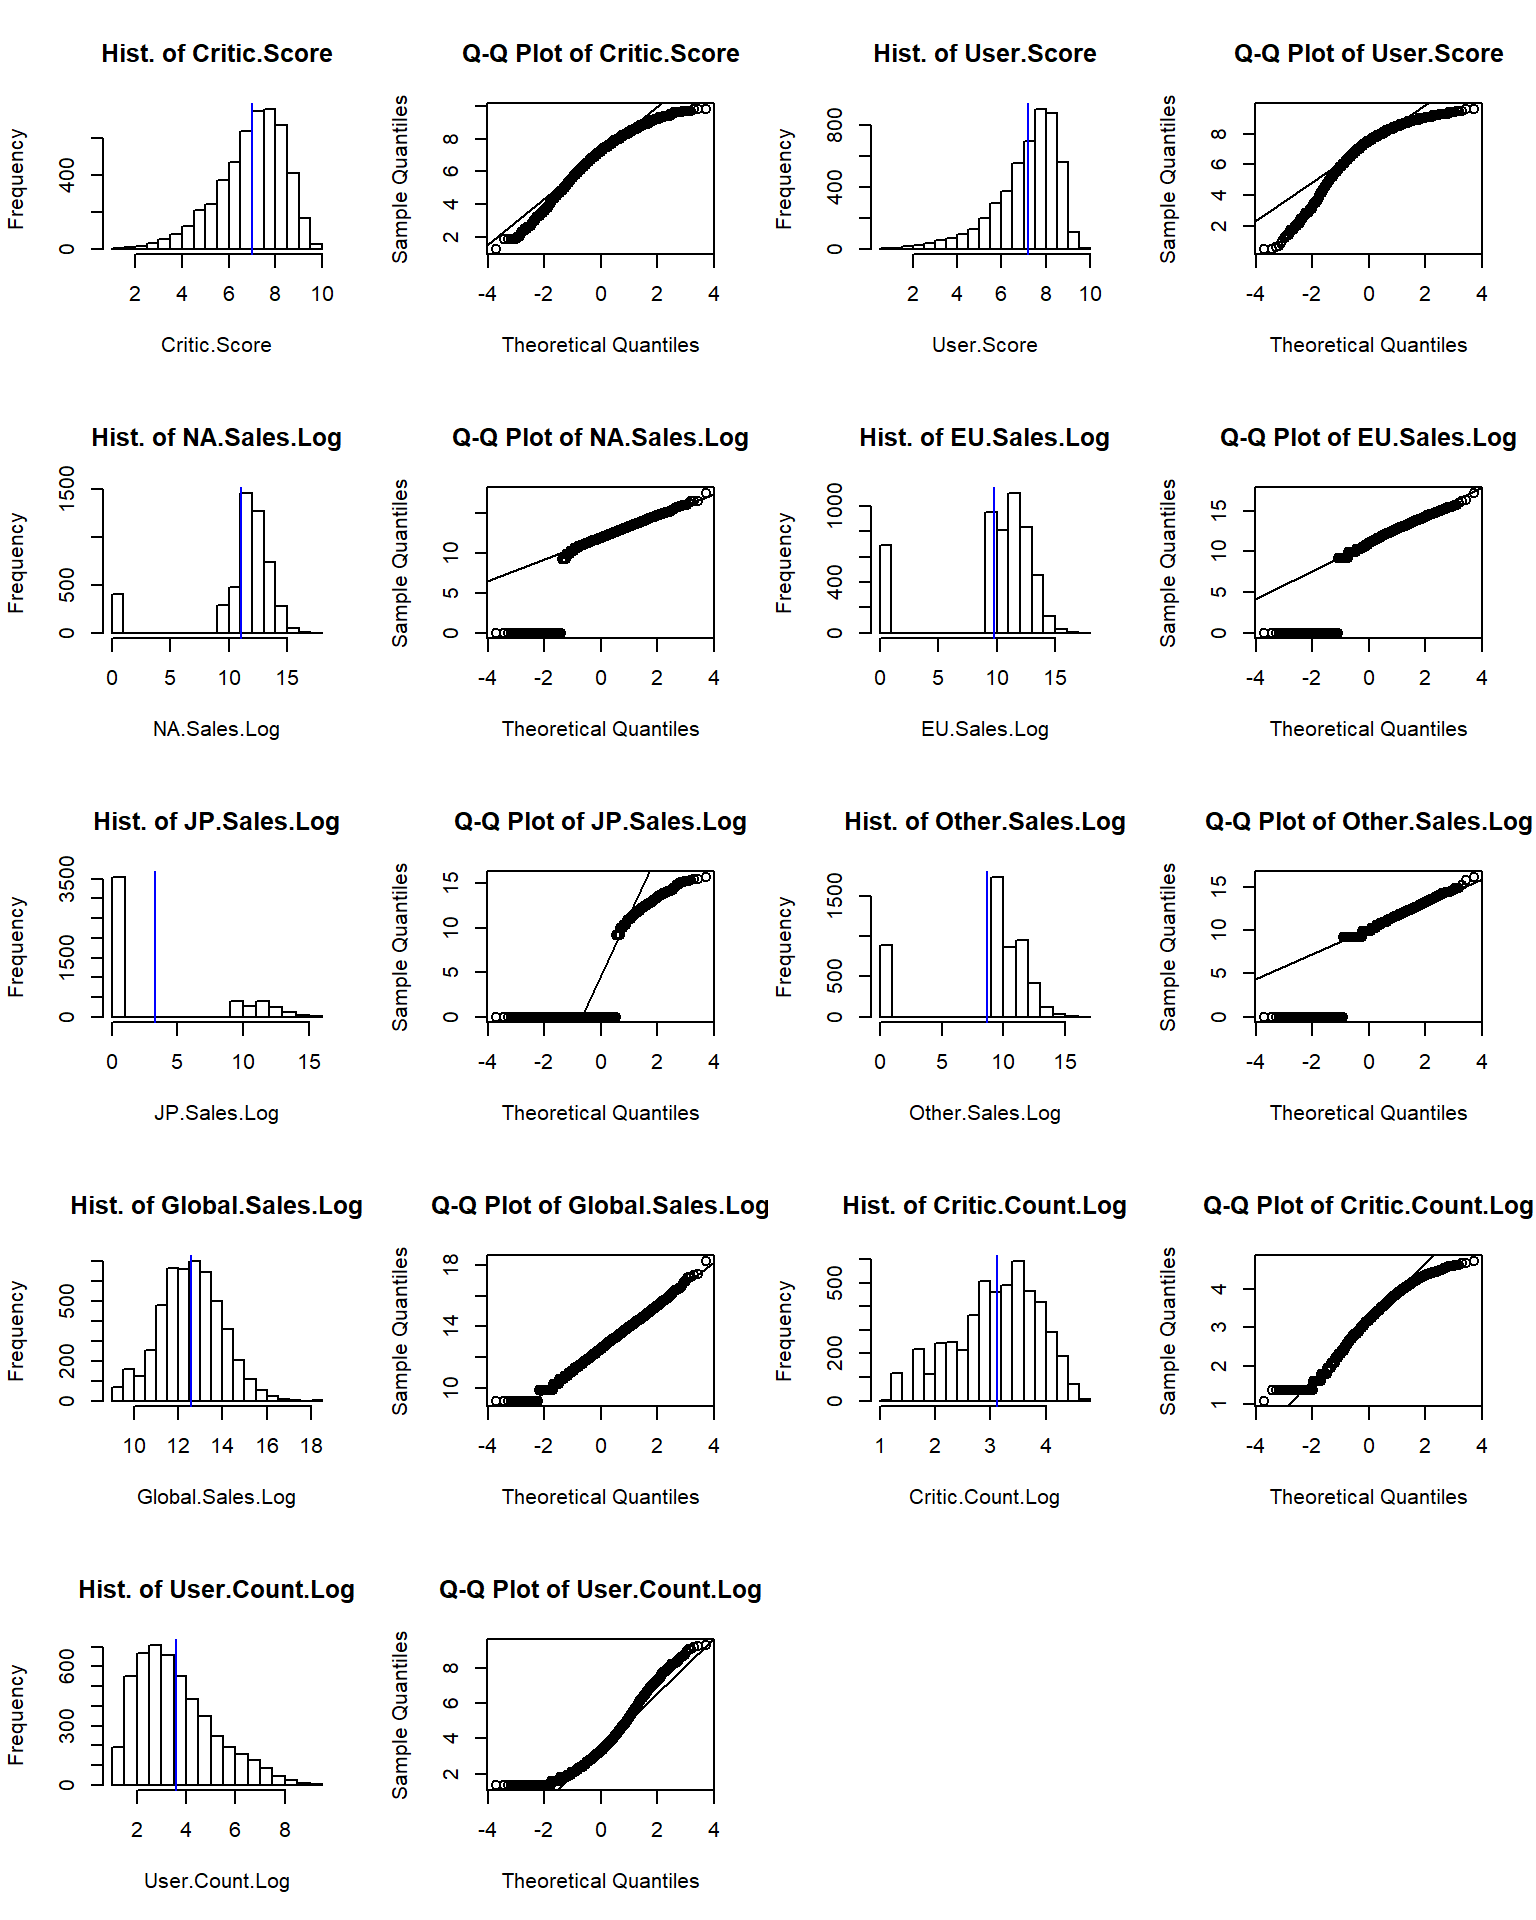 Hist. of Critic.Score
Frequency
0 400
2 4 6 8 10
Critic.Score
Q-Q Plot of Critic.Score
Sample Quantiles
2 4 6 8
-4 -2 0 2 4
Theoretical Quantiles
Hist. of User.Score
Frequency
0 400 800
2 4 6 8 10
User.Score
Q-Q Plot of User.Score
Sample Quantiles
2 4 6 8
-4 -2 0 2 4
Theoretical Quantiles
Hist. of NA.Sales.Log
Frequency
0 500 1500
0 5 10 15
NA.Sales.Log
Q-Q Plot of NA.Sales.Log
Sample Quantiles
0 5 10
-4 -2 0 2 4
Theoretical Quantiles
Hist. of EU.Sales.Log
Frequency
0 400 1000
0 5 10 15
EU.Sales.Log
Q-Q Plot of EU.Sales.Log
Sample Quantiles
0 5 10 15
-4 -2 0 2 4
Theoretical Quantiles
Hist. of JP.Sales.Log
Frequency
0 1500 3500
0 5 10 15
JP.Sales.Log
Q-Q Plot of JP.Sales.Log
Sample Quantiles
0 5 10 15
-4 -2 0 2 4
Theoretical Quantiles
Hist. of Other.Sales.Log
Frequency
0 500 1500
0 5 10 15
Other.Sales.Log
Q-Q Plot of Other.Sales.Log
Sample Quantiles
0 5 10 15
-4 -2 0 2 4
Theoretical Quantiles
Hist. of Global.Sales.Log
Frequency
0 200 500
10 12 14 16 18
Global.Sales.Log
Q-Q Plot of Global.Sales.Log
Sample Quantiles
10 14 18
-4 -2 0 2 4
Theoretical Quantiles
Hist. of Critic.Count.Log
Frequency
0 200 500
1 2 3 4
Critic.Count.Log
Q-Q Plot of Critic.Count.Log
Sample Quantiles
1 2 3 4
-4 -2 0 2 4
Theoretical Quantiles
Hist. of User.Count.Log
Frequency
0 300 600
2 4 6 8
User.Count.Log
Q-Q Plot of User.Count.Log
Sample Quantiles
2 4 6 8
-4 -2 0 2 4
Theoretical Quantiles